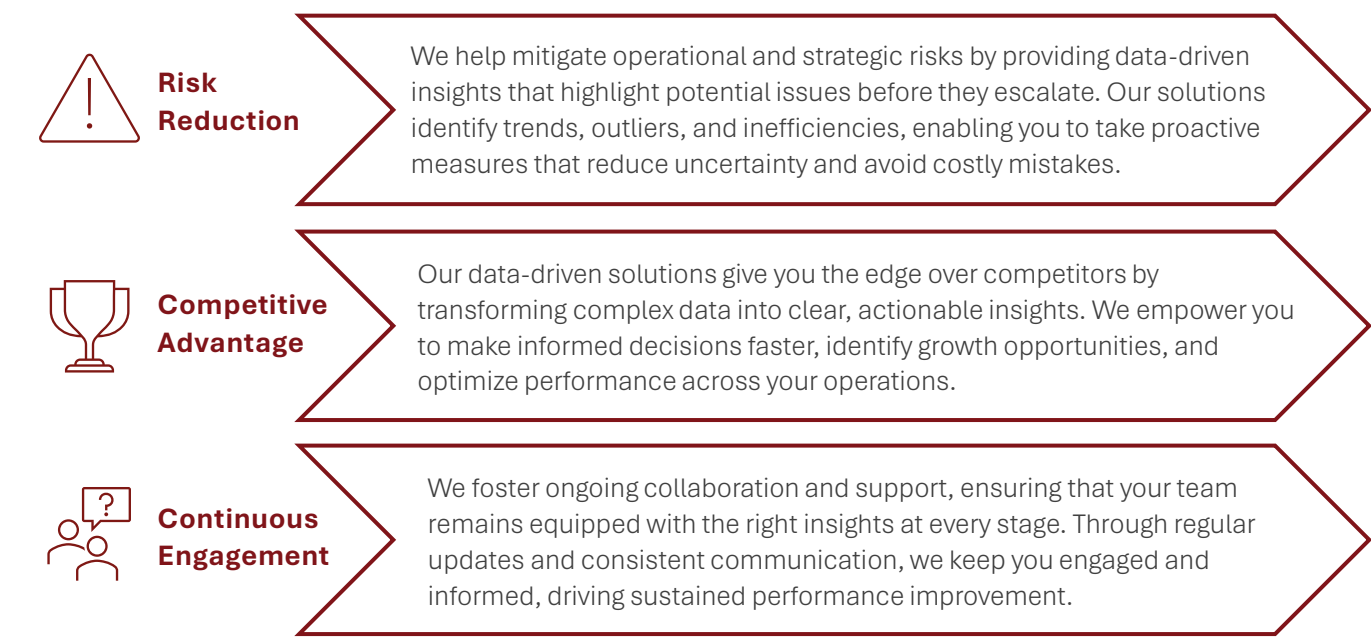 Risk
Reduction
We help mitigate operational and strategic risks by providing data-driven
insights that highlight potential issues before they escalate. Our solutions
identify trends, outliers, and inefficiencies, enabling you to take proactive
measures that reduce uncertainty and avoid costly mistakes.
Competitive
Advantage
Our data-driven solutions give you the edge over competitors by
transforming complex data into clear, actionable insights. We empower you
to make informed decisions faster, identify growth opportunities, and
optimize performance across your operations.
?
Continuous
Engagement
We foster ongoing collaboration and support, ensuring that your team
remains equipped with the right insights at every stage. Through regular
updates and consistent communication, we keep you engaged and
informed, driving sustained performance improvement.